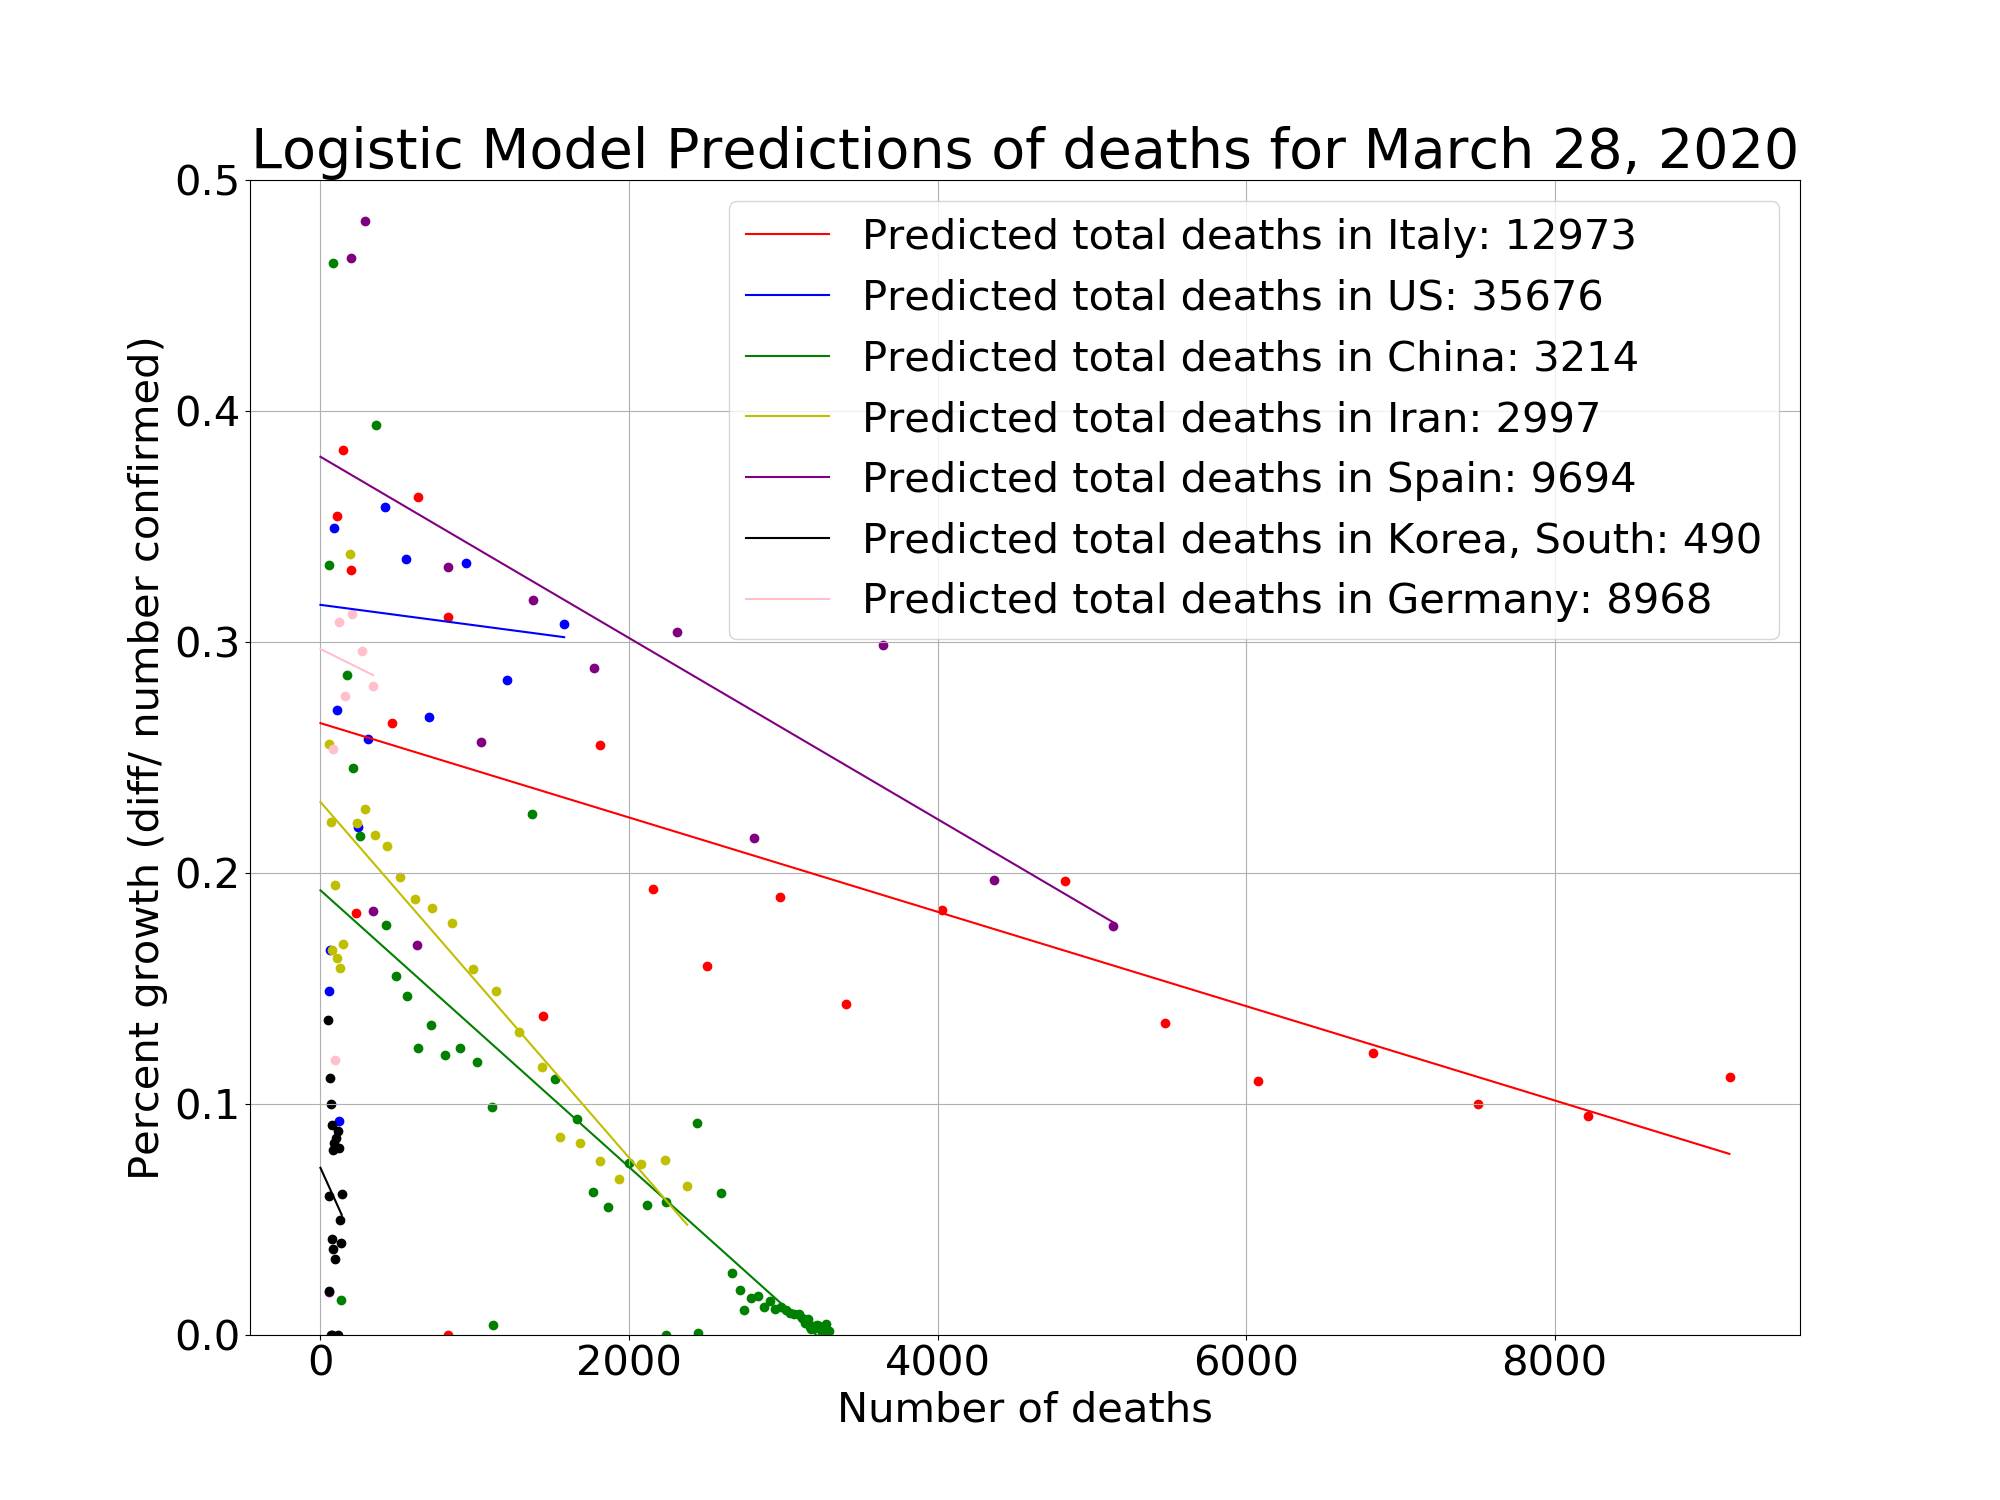 Logistic Model Predictions of deaths for March 28, 2020
Percent growth (diff/ number confirmed)
0.5
0.4
0.3
0.2
0.1
0.0
Predicted total deaths in Italy: 12973
Predicted total deaths in US: 35676
Predicted total deaths in China: 3214
Predicted total deaths in Iran: 2997
Predicted total deaths in Spain: 9694
Predicted total deaths in Korea, South: 490
Predicted total deaths in Germany: 8968
0 2000 4000 6000 8000
Number of deaths